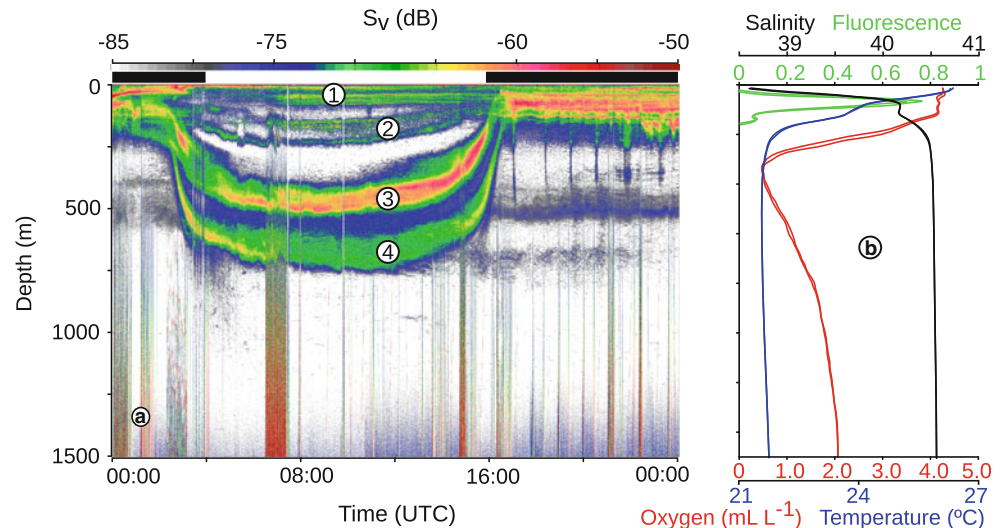 Sv (dB)
-85 -75 -60 -50
0
500
1000
1500
Depth (m)
1
2
3
4
a
00:00 08:00 16:00 00:00
Time (UTC)
Salinity Fluorescence
39 40 41
0 0.2 0.4 0.6 0.8 1
b
0 1.0 2.0 3.0 4.0 5.0
21 24 27
Oxygen (mL L-1) Temperature (ºC)